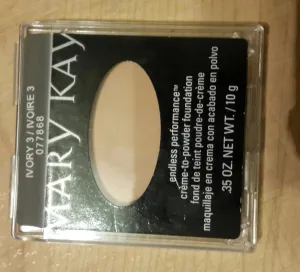 IVORY 3 / IVOIRE 3
077868
MARY KAY
endless performance™
crème-to-powder foundation
fond de teint poudre-de-crème
maquillaje en crema con acabado en polvo
.35 OZ. NET WT. / 10 g